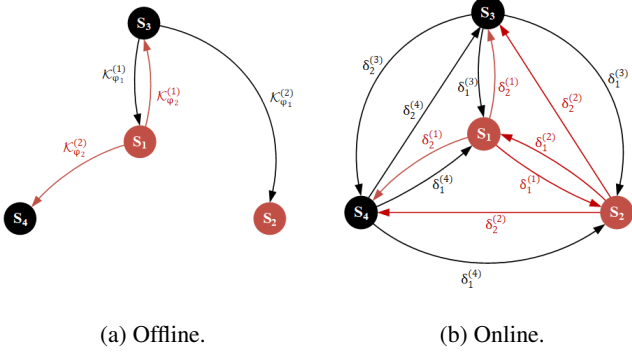 S₃
𝒦_φ₁^(1)
𝒦_φ₂^(1)
𝒦_φ₁^(2)
S₁
𝒦_φ₂^(2)
S₄
S₂
(a) Offline.
S₃
δ₂^(3)
δ₂^(4)
δ₁^(3)
δ₂^(1)
δ₂^(2)
δ₁^(3)
S₁
δ₂^(1)
δ₁^(2)
δ₁^(4)
δ₁^(1)
S₄
S₂
δ₂^(2)
δ₁^(4)
(b) Online.